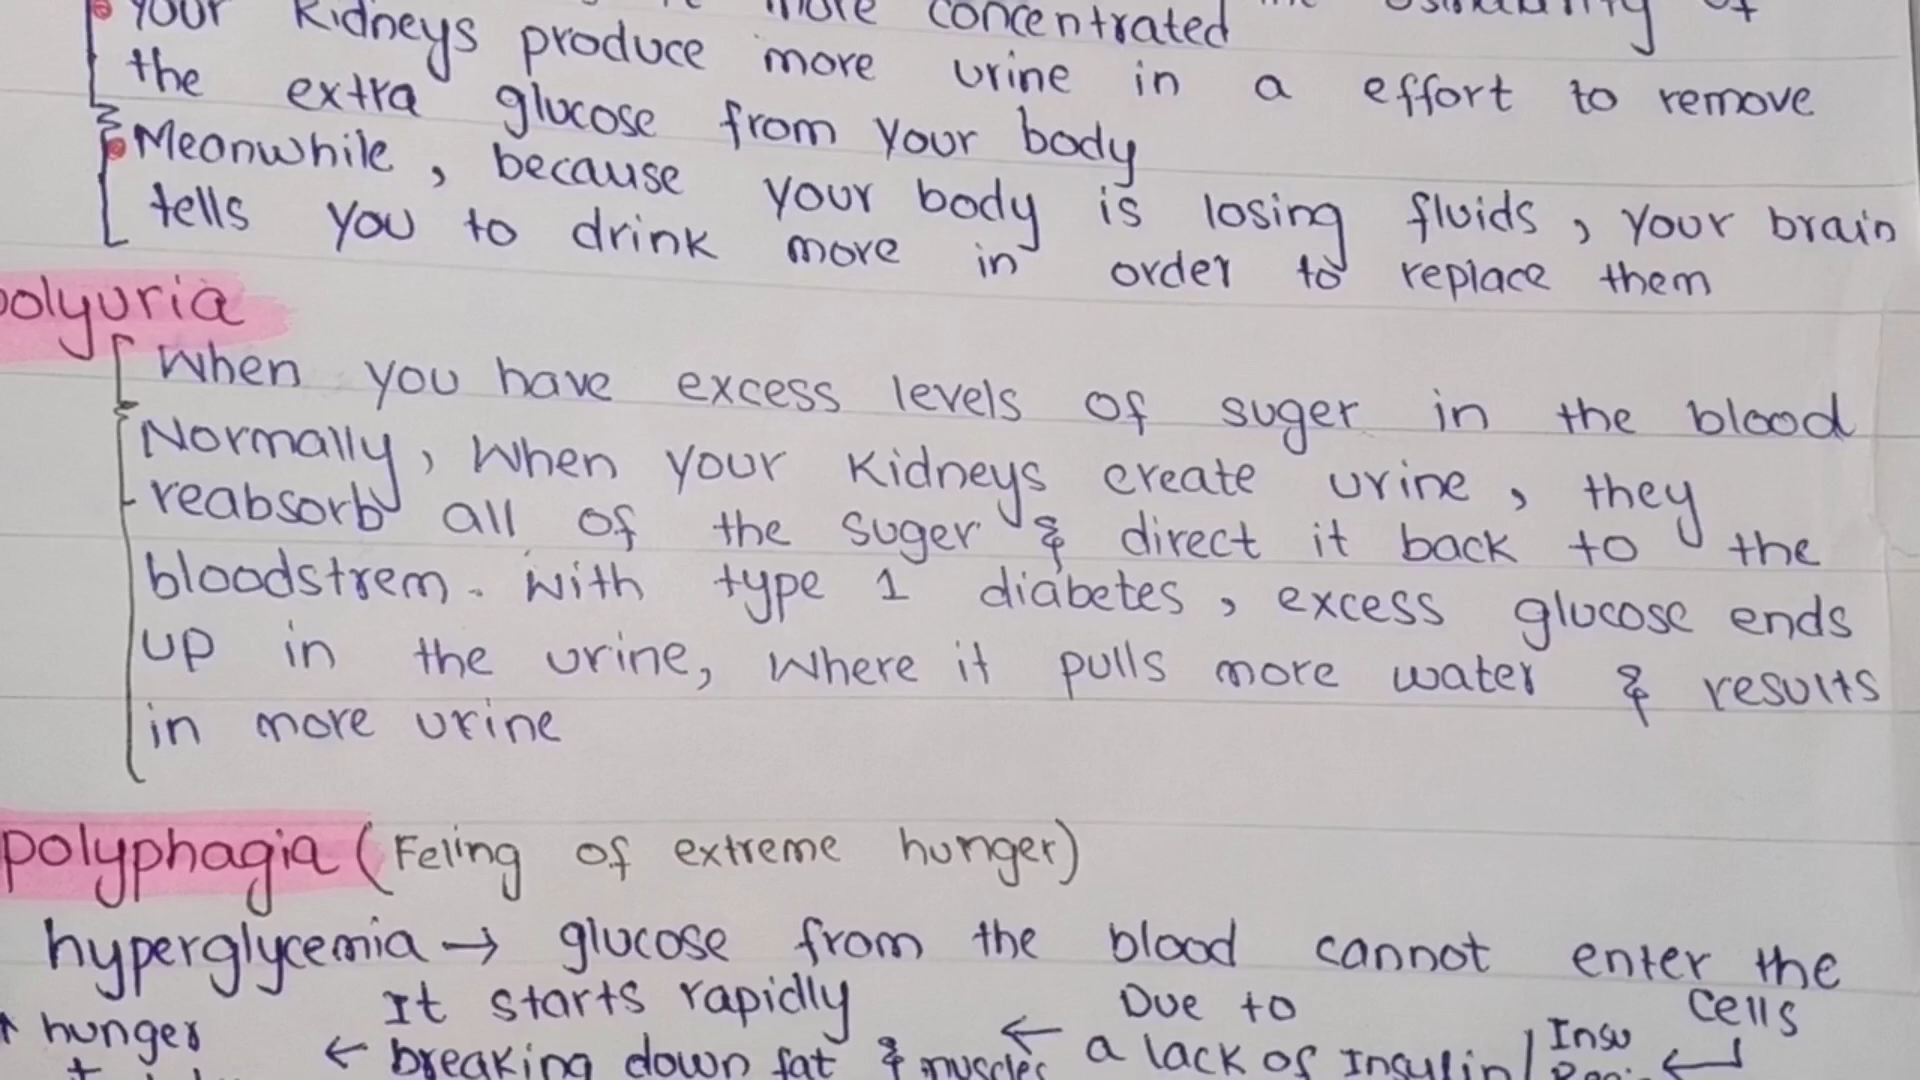 more concentrated
Your Kidneys produce more urine in a effort to remove
the extra glucose from your body
Meanwhile, because your body is losing fluids, your brain
tells you to drink more in order to replace them
polyuria
When you have excess levels of suger in the blood
Normally, When your Kidneys create urine, they
reabsorb all of the suger & direct it back to the
bloodstrem. With type 1 diabetes, excess glucose ends
up in the urine, Where it pulls more water & results
in more urine
polyphagia (Feling of extreme hunger)
hyperglycemia → glucose from the blood cannot enter the
cells
Due to
a lack of Insulin/
It starts rapidly
← breaking down fat & muscles ←
↑ hunger